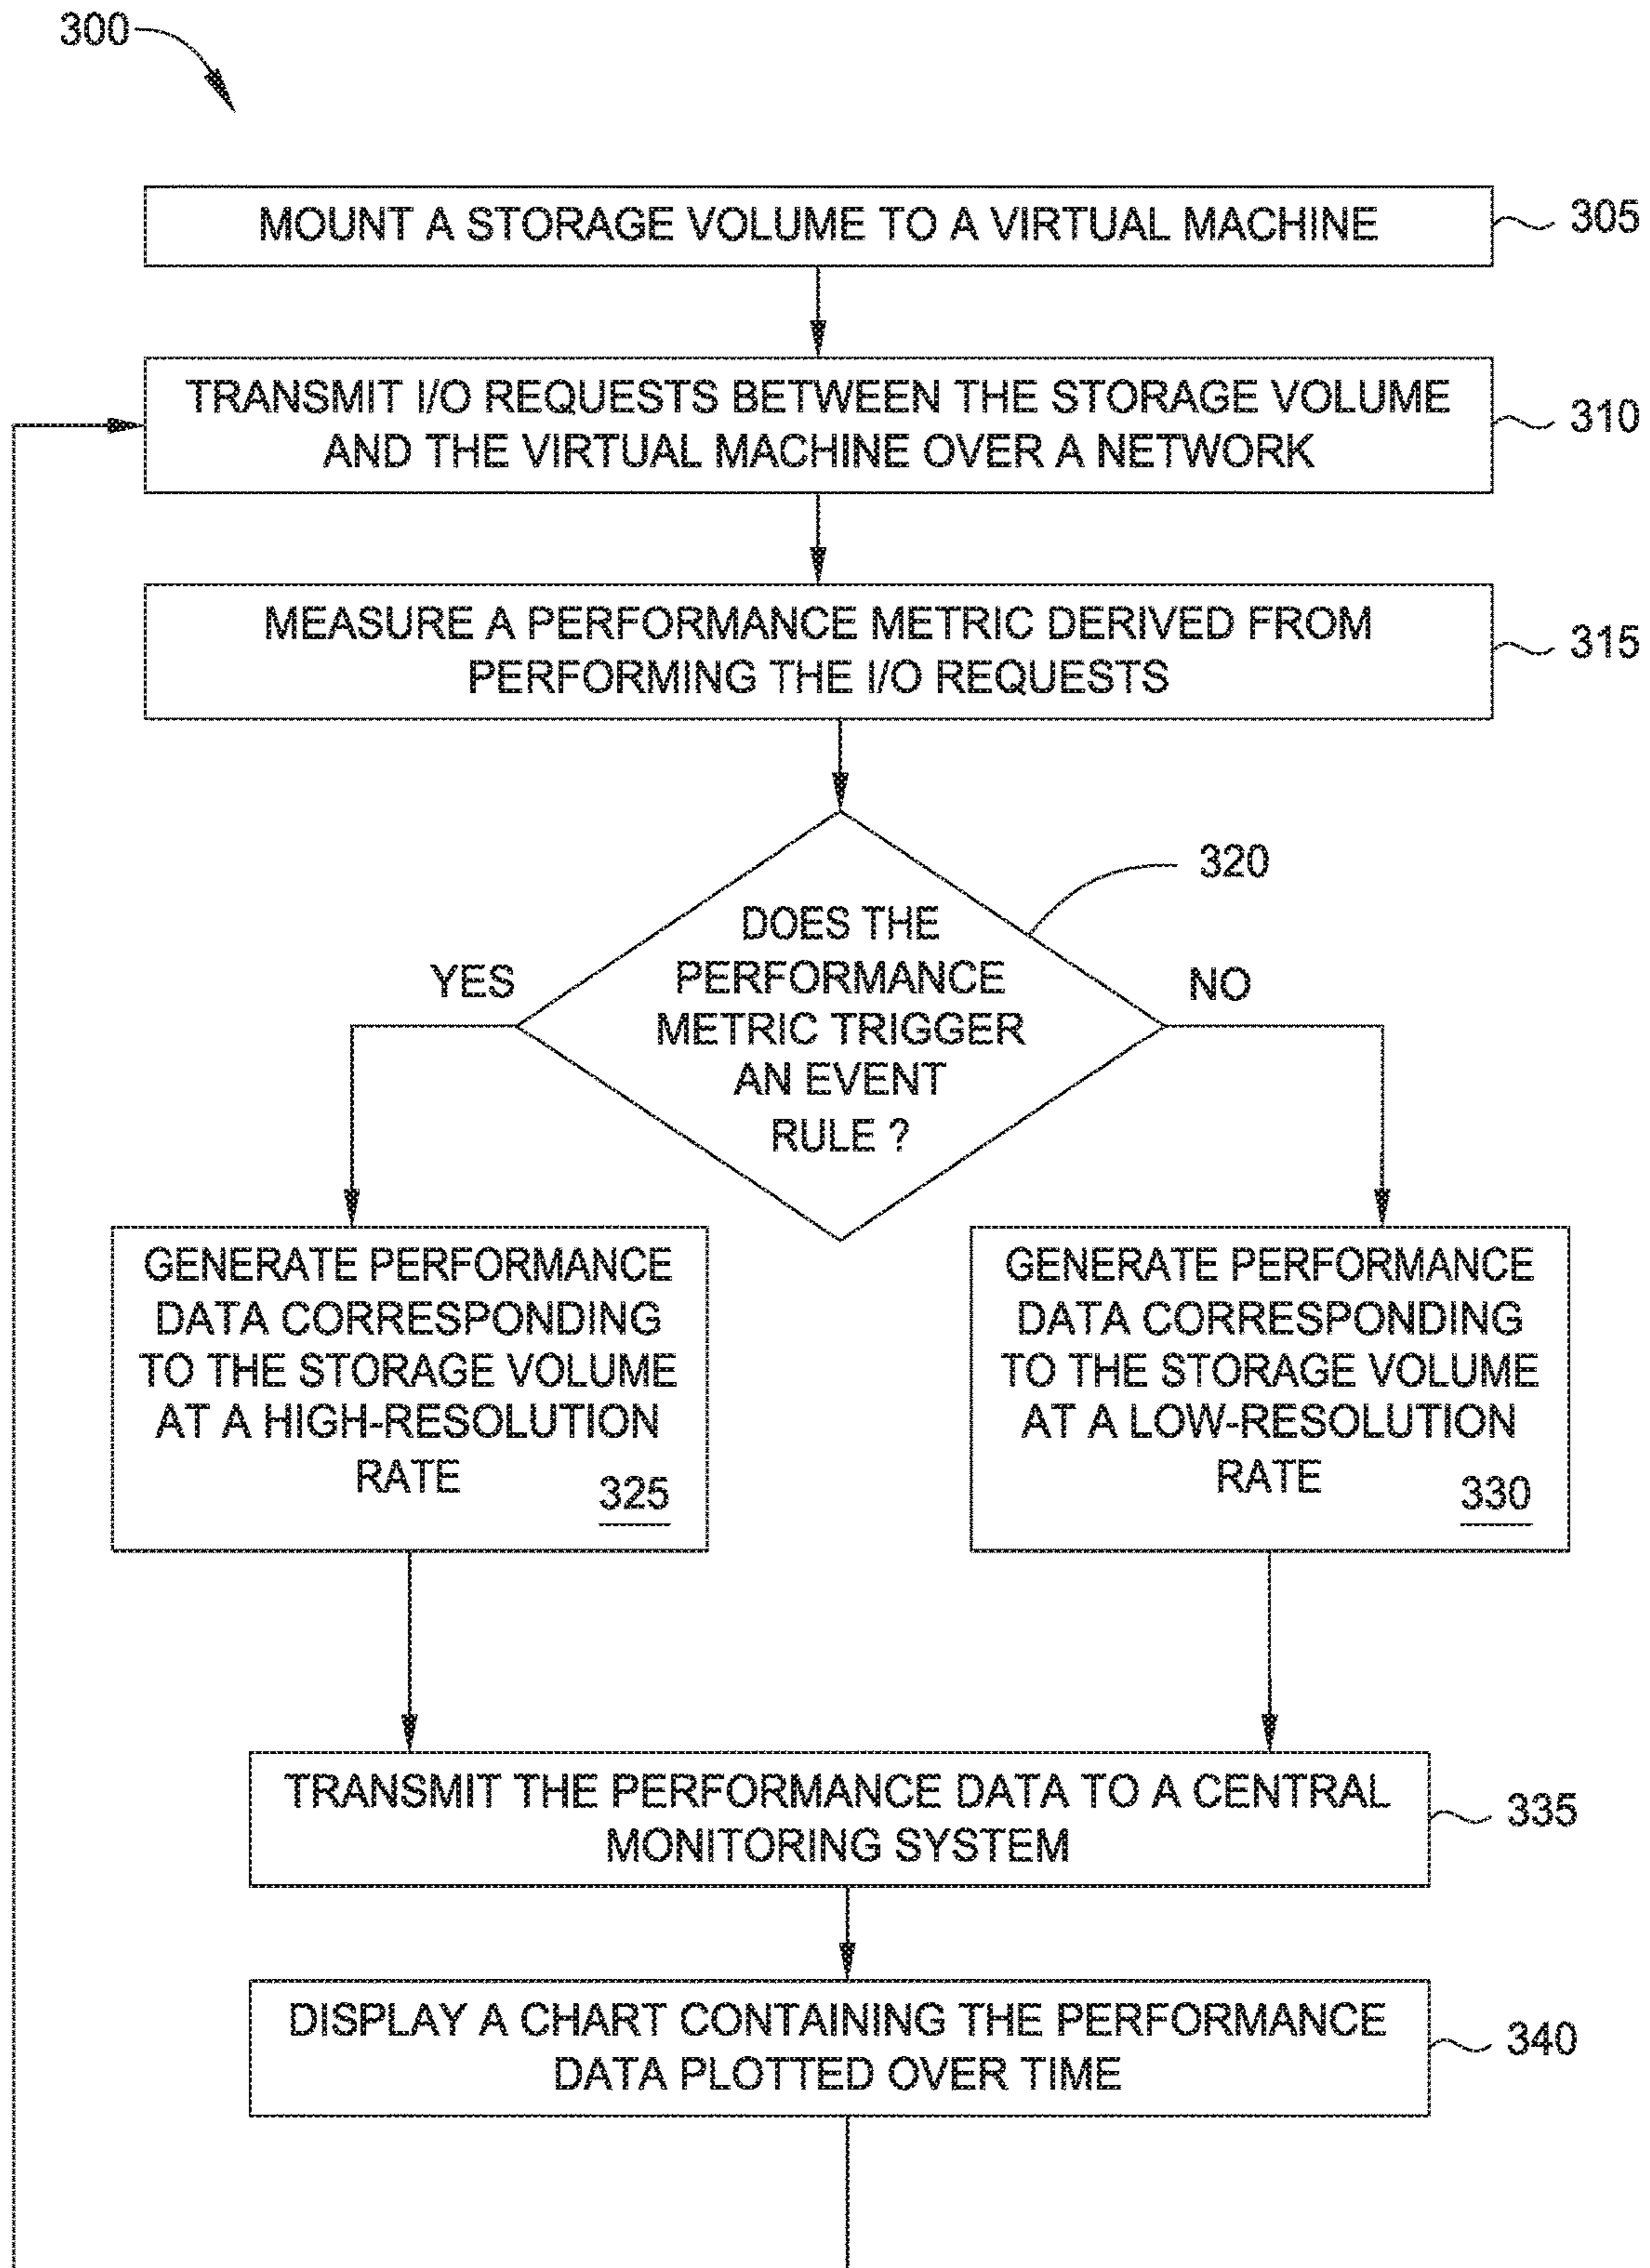 300
MOUNT A STORAGE VOLUME TO A VIRTUAL MACHINE
305
TRANSMIT I/O REQUESTS BETWEEN THE STORAGE VOLUME
AND THE VIRTUAL MACHINE OVER A NETWORK
310
MEASURE A PERFORMANCE METRIC DERIVED FROM
PERFORMING THE I/O REQUESTS
315
320
DOES THE
PERFORMANCE
METRIC TRIGGER
AN EVENT
RULE ?
YES
NO
GENERATE PERFORMANCE
DATA CORRESPONDING
TO THE STORAGE VOLUME
AT A HIGH-RESOLUTION
RATE
325
GENERATE PERFORMANCE
DATA CORRESPONDING
TO THE STORAGE VOLUME
AT A LOW-RESOLUTION
RATE
330
TRANSMIT THE PERFORMANCE DATA TO A CENTRAL
MONITORING SYSTEM
335
DISPLAY A CHART CONTAINING THE PERFORMANCE
DATA PLOTTED OVER TIME
340